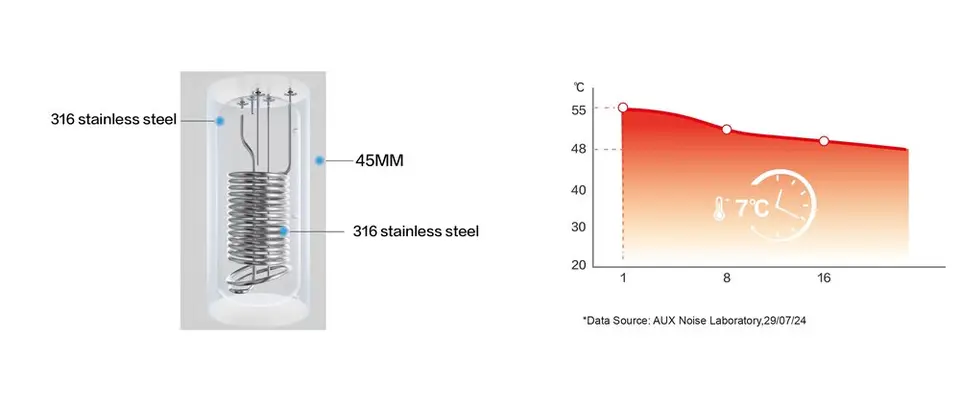 316 stainless steel
45MM
316 stainless steel
℃
55
48
40
30
20
-7℃
1
8
16
*Data Source: AUX Noise Laboratory,29/07/24